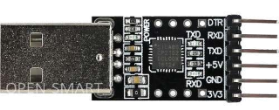 OPEN SMART
POWER
TXD
RXD
DTR
RXD
TXD
+5V
GND
3V3